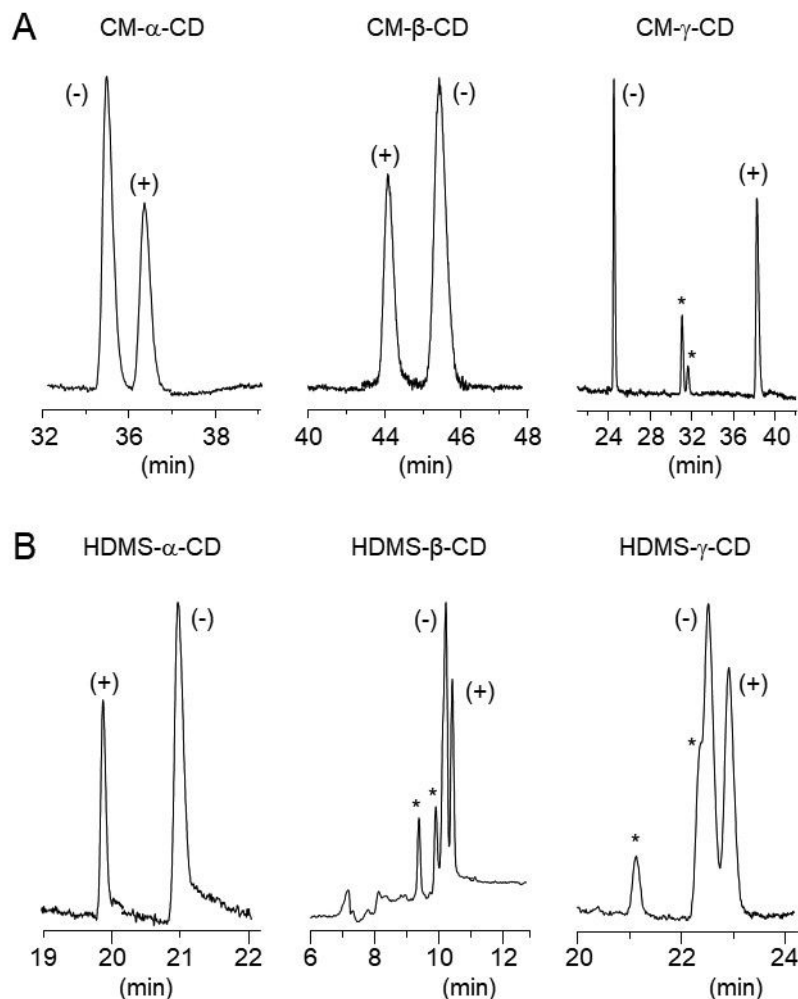 A
CM-α-CD
CM-β-CD
CM-γ-CD
(-)
(+)
(+)
(-)
(-)
(+)
*
*
32 34 36 38
40 44 46 48
24 28 32 36 40
(min)
(min)
(min)
B
HDMS-α-CD
HDMS-β-CD
HDMS-γ-CD
(+)
(-)
(-)
(+)
*
*
(-)
(+)
*
*
19 20 21 22
6 8 10 12
20 22 23 24
(min)
(min)
(min)